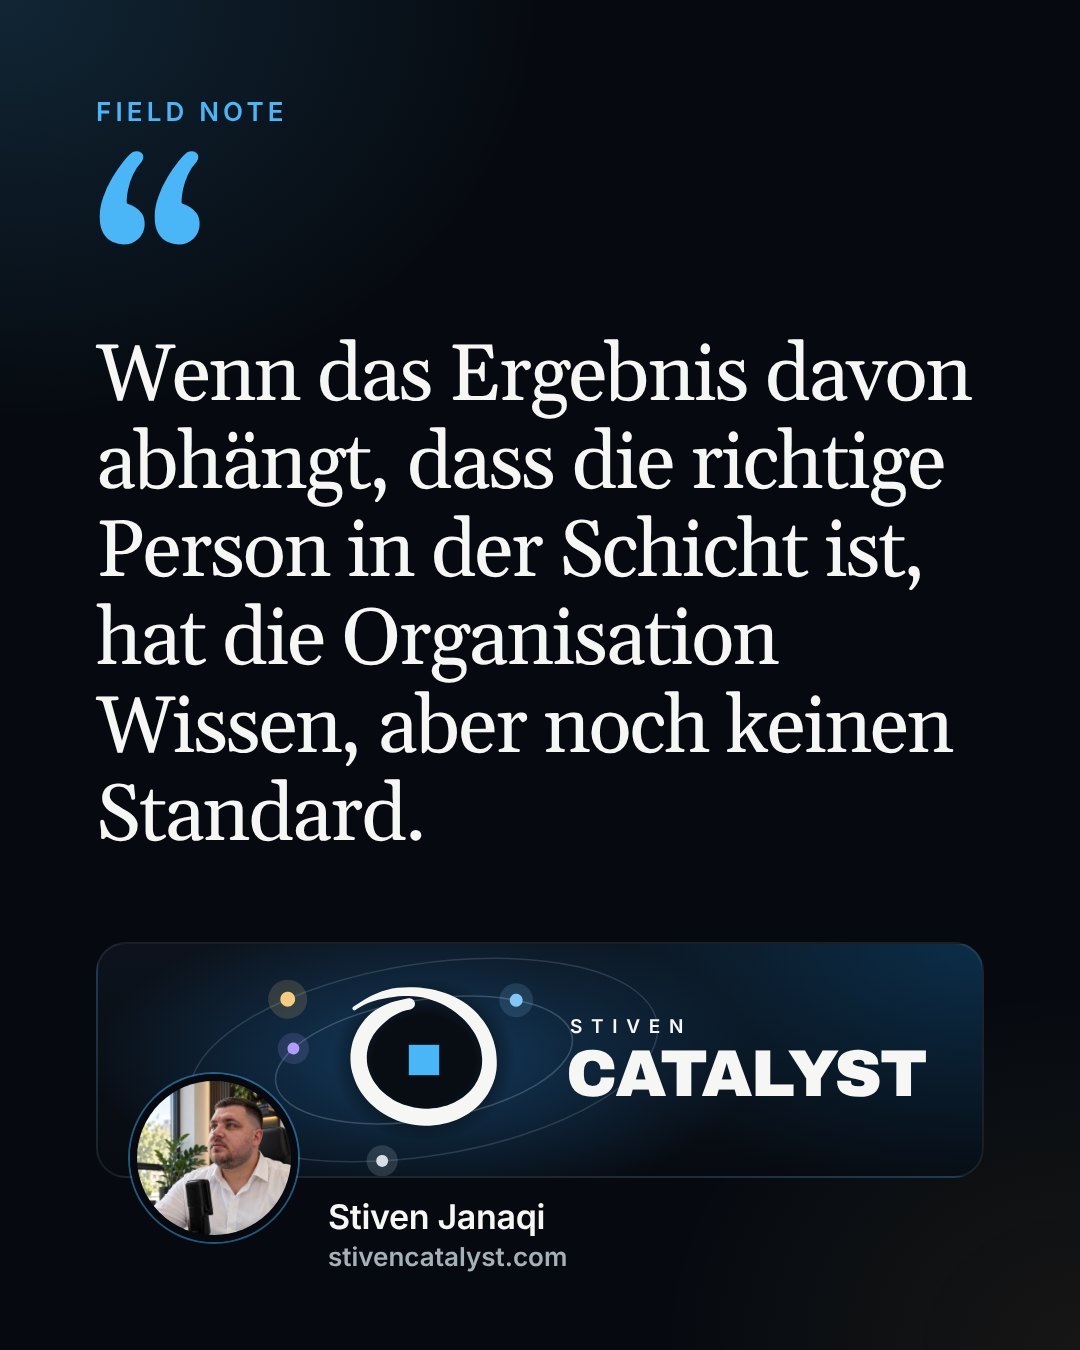 FIELD NOTE
“
Wenn das Ergebnis davon
abhängt, dass die richtige
Person in der Schicht ist,
hat die Organisation
Wissen, aber noch keinen
Standard.
STIVEN
CATALYST
Stiven Janaqi
stivencatalyst.com